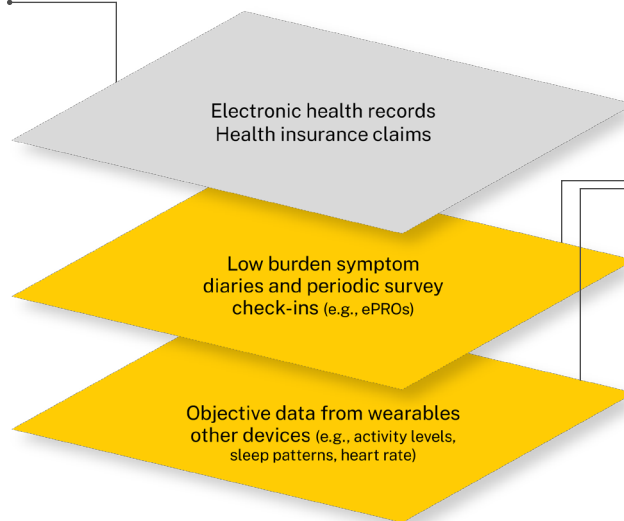 Electronic health records
Health insurance claims
Low burden symptom
diaries and periodic survey
check-ins (e.g., ePROs)
Objective data from wearables
other devices (e.g., activity levels,
sleep patterns, heart rate)